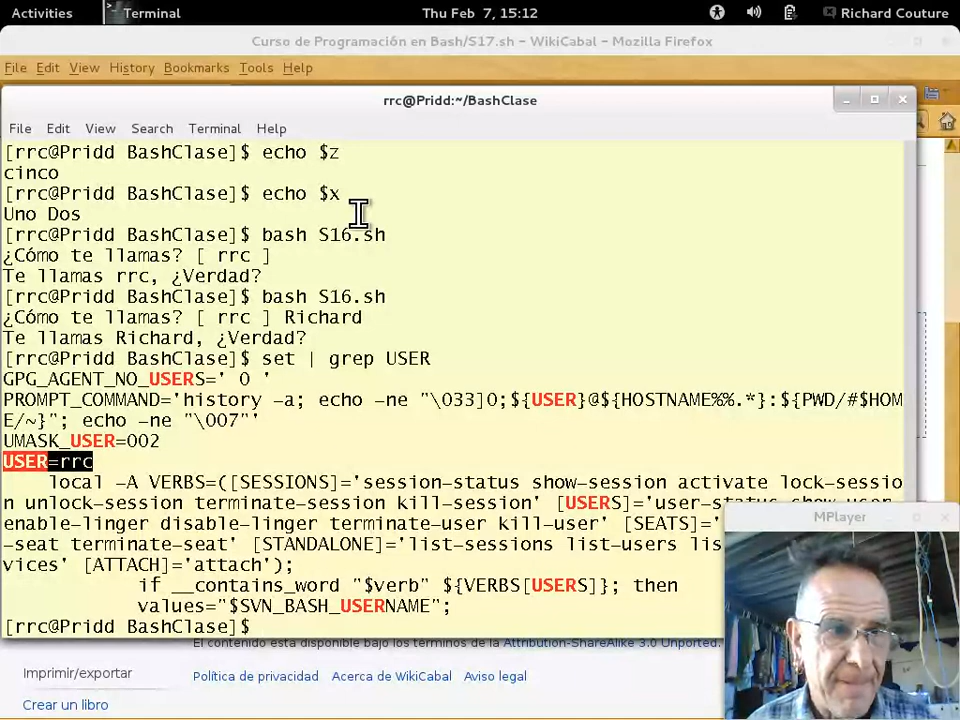 Activities Terminal Thu Feb 7, 15:12 Richard Couture
Curso de Programación en Bash/S17.sh - WikiCabal - Mozilla Firefox
File Edit View History Bookmarks Tools Help
rrc@Pridd:~/BashClase
File Edit View Search Terminal Help
[rrc@Pridd BashClase]$ echo $z
cinco
[rrc@Pridd BashClase]$ echo $x
Uno Dos
[rrc@Pridd BashClase]$ bash S16.sh
¿Cómo te llamas? [ rrc ]
Te llamas rrc, ¿Verdad?
[rrc@Pridd BashClase]$ bash S16.sh
¿Cómo te llamas? [ rrc ] Richard
Te llamas Richard, ¿Verdad?
[rrc@Pridd BashClase]$ set | grep USER
GPG_AGENT_NO_USERS=' 0 '
PROMPT_COMMAND='history -a; echo -ne "\033]0;${USER}@${HOSTNAME%%.*}:${PWD/#$HOM
E/~}"; echo -ne "\007"'
UMASK_USER=002
USER=rrc
local -A VERBS=([SESSIONS]='session-status show-session activate lock-sessio
n unlock-session terminate-session kill-session' [USERS]='user-status show-user
enable-linger disable-linger terminate-user kill-user' [SEATS]='
-seat terminate-seat' [STANDALONE]='list-sessions list-users lis
vices' [ATTACH]='attach');
if __contains_word "$verb" ${VERBS[USERS]}; then
values="$SVN_BASH_USERNAME";
[rrc@Pridd BashClase]$
MPlayer
El contenido está disponible bajo los términos de la Attribution-ShareAlike 3.0 Unported.
Imprimir/exportar
Política de privacidad Acerca de WikiCabal Aviso legal
Crear un libro